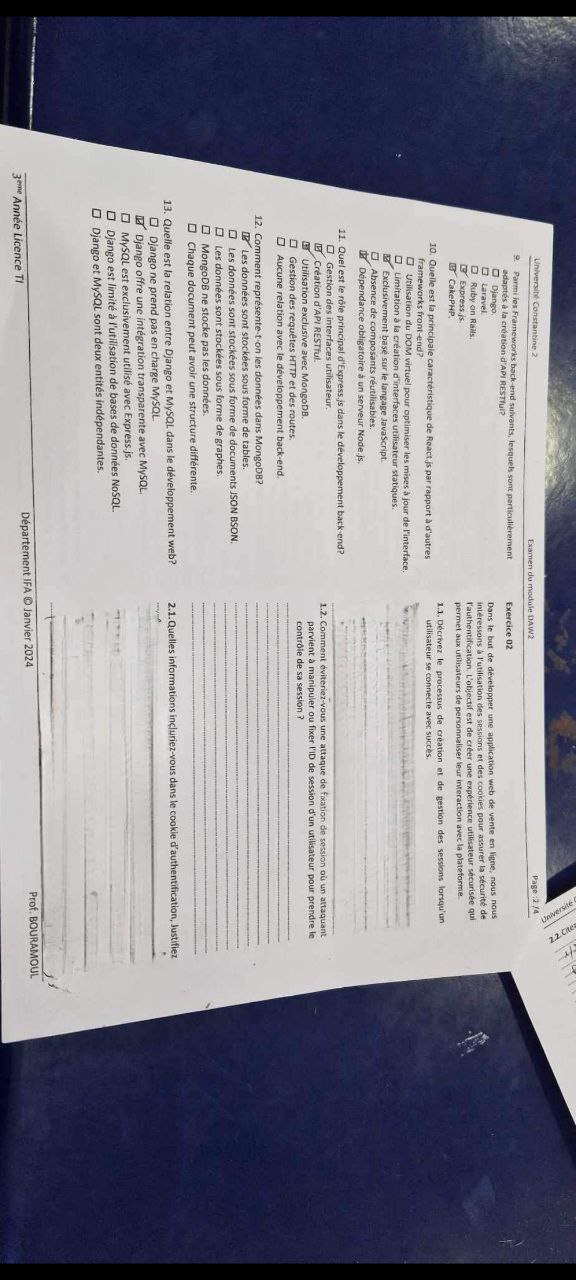 Université Constantine 2
Examen du module DAW2
Page :2 /4
9. Parmi les Frameworks back-end suivants, lesquels sont particulièrement
adapté à la création d'API RESTful?
☐ Django.
☐ Laravel.
☐ Ruby on Rails.
☑ Express.js.
☑ CakePHP.
10. Quelle est la principale caractéristique de React.js par rapport à d'autres
frameworks front-end?
☐ Utilisation du DOM virtuel pour optimiser les mises à jour de l'interface.
☐ Limitation à la création d'interfaces utilisateur statiques.
☑ Exclusivement basé sur le langage JavaScript.
☐ Absence de composants réutilisables.
☑ Dépendance obligatoire à un serveur Node.js.
11. Quel est le rôle principal d'Express.js dans le développement back-end?
☐ Gestion des interfaces utilisateur.
☑ Création d'API RESTful.
☑ Utilisation exclusive avec MongoDB.
☐ Gestion des requêtes HTTP et des routes.
☐ Aucune relation avec le développement back-end.
12. Comment représente-t-on les données dans MongoDB?
☑ Les données sont stockées sous forme de tables.
☐ Les données sont stockées sous forme de documents JSON BSON.
☐ Les données sont stockées sous forme de graphes.
☐ MongoDB ne stocke pas les données.
☐ Chaque document peut avoir une structure différente.
13. Quelle est la relation entre Django et MySQL dans le développement web?
☐ Django ne prend pas en charge MySQL.
☑ Django offre une intégration transparente avec MySQL.
☐ MySQL est exclusivement utilisé avec Express.js.
☐ Django est limité à l'utilisation de bases de données NoSQL.
☐ Django et MySQL sont deux entités indépendantes.
Exercice 02
Dans le but de développer une application web de vente en ligne, nous nous
intéressons à l'utilisation des sessions et des cookies pour assurer la sécurité de
l'authentification. L'objectif est de créer une expérience utilisateur sécurisée qui
permet aux utilisateurs de personnaliser leur interaction avec la plateforme.
1.1. Décrivez le processus de création et de gestion des sessions lorsqu'un
utilisateur se connecte avec succès.
1.2. Comment éviteriez-vous une attaque de fixation de session où un attaquant
parvient à manipuler ou fixer l'ID de session d'un utilisateur pour prendre le
contrôle de sa session ?
2.1. Quelles informations incluriez-vous dans le cookie d'authentification, Justifiez
3ème Année Licence TI
Département IFA © Janvier 2024
Prof. BOURAMOUL
Université
2.2. Citez